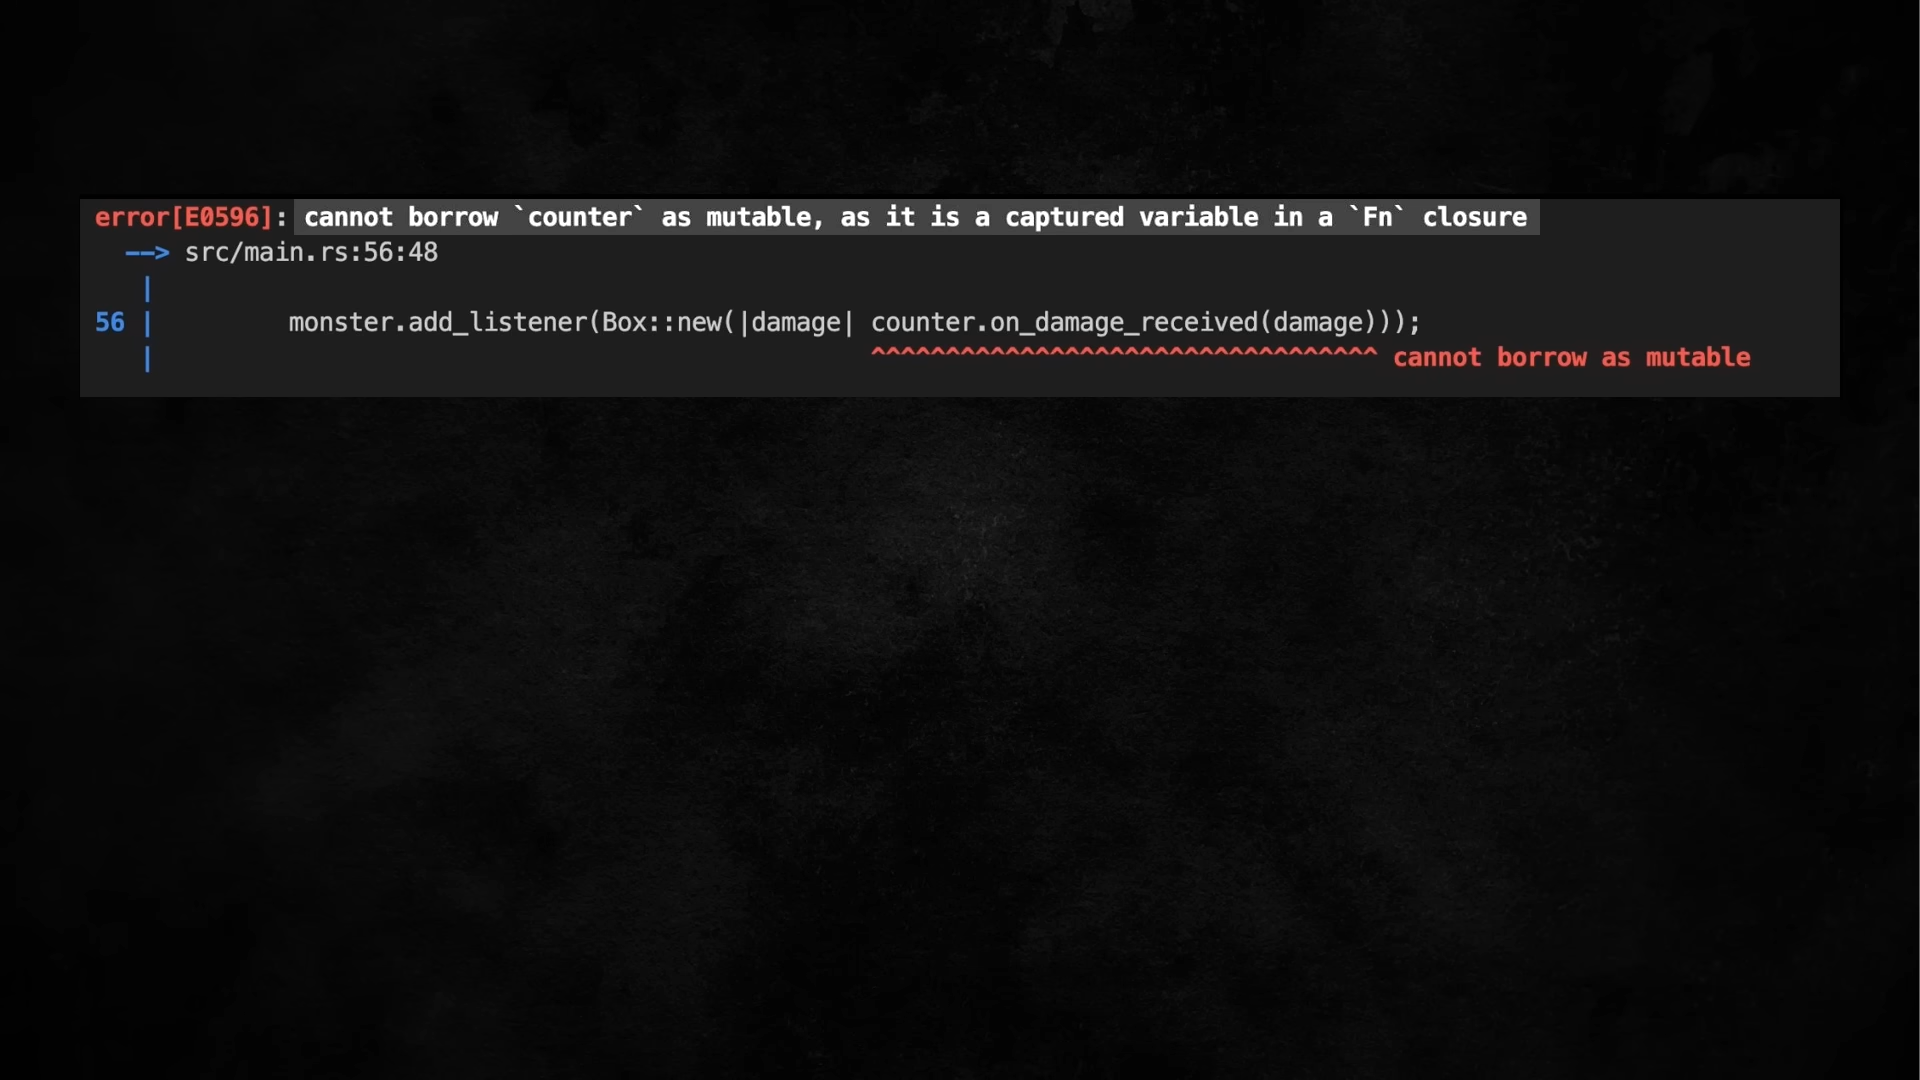 error[E0596]: cannot borrow `counter` as mutable, as it is a captured variable in a `Fn` closure
--> src/main.rs:56:48
|
56 | monster.add_listener(Box::new(|damage| counter.on_damage_received(damage)));
| ^^^^^^^^^^^^^^^^^^^^^^^^^^^^^^^^^^ cannot borrow as mutable